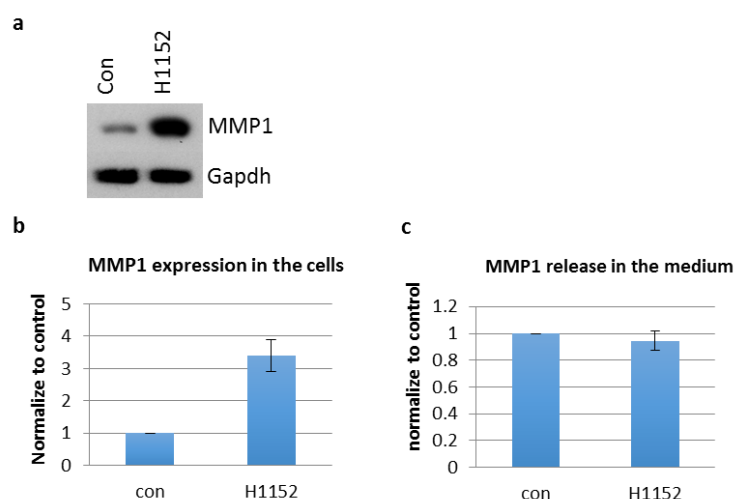 a
Con
H1152
MMP1
Gapdh
b
MMP1 expression in the cells
Normalize to control
5
4
3
2
1
0
con
H1152
c
MMP1 release in the medium
normalize to control
1.2
1
0.8
0.6
0.4
0.2
0
con
H1152